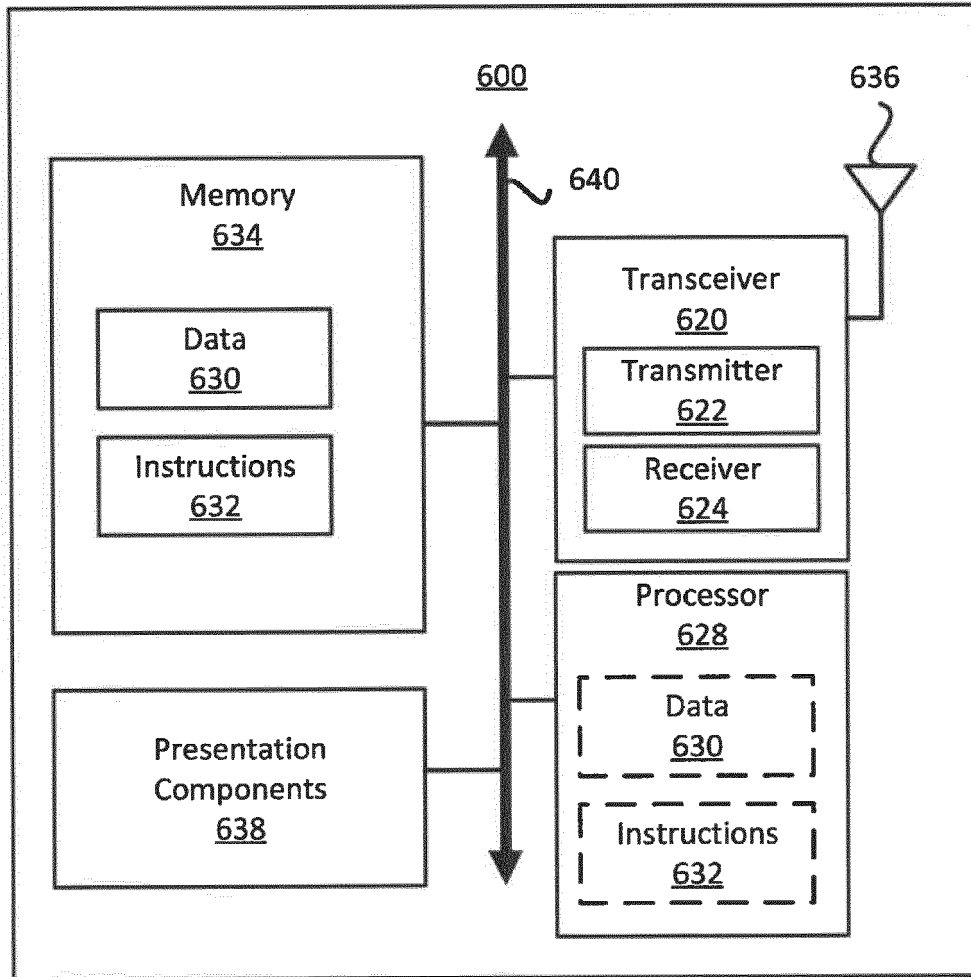 600
636
640
Memory
634
Data
630
Instructions
632
Transceiver
620
Transmitter
622
Receiver
624
Processor
628
Data
630
Instructions
632
Presentation
Components
638